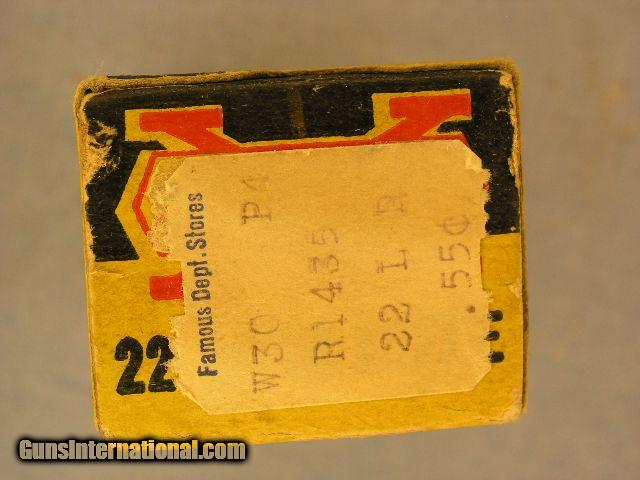 Famous Dept. Stores
W30 P4
R1435
22 L R
.55¢
22
GunsInternational.com